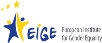 EIGE
European Institute
for Gender Equality